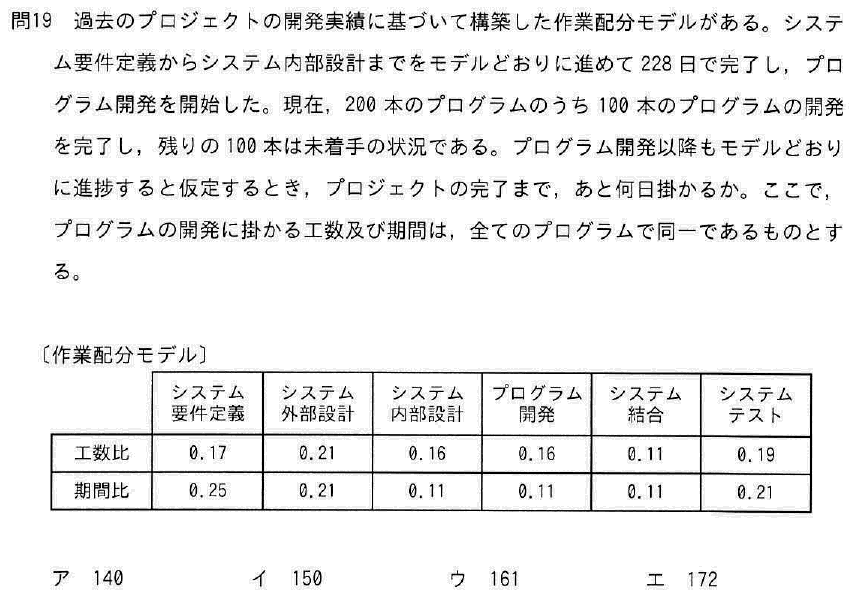 問19 過去のプロジェクトの開発実績に基づいて構築した作業配分モデルがある。システ
ム要件定義からシステム内部設計までをモデルどおりに進めて 228 日で完了し，プロ
グラム開発を開始した。現在，200 本のプログラムのうち 100 本のプログラムの開発
を完了し，残りの 100 本は未着手の状況である。プログラム開発以降もモデルどおり
に進捗すると仮定するとき，プロジェクトの完了まで，あと何日掛かるか。ここで，
プログラムの開発に掛かる工数及び期間は，全てのプログラムで同一であるものとす
る。
〔作業配分モデル〕
システム システム システム プログラム システム システム
要件定義 外部設計 内部設計 開発 結合 テスト
工数比 0.17 0.21 0.16 0.16 0.11 0.19
期間比 0.25 0.21 0.11 0.11 0.11 0.21
ア 140 イ 150 ウ 161 エ 172